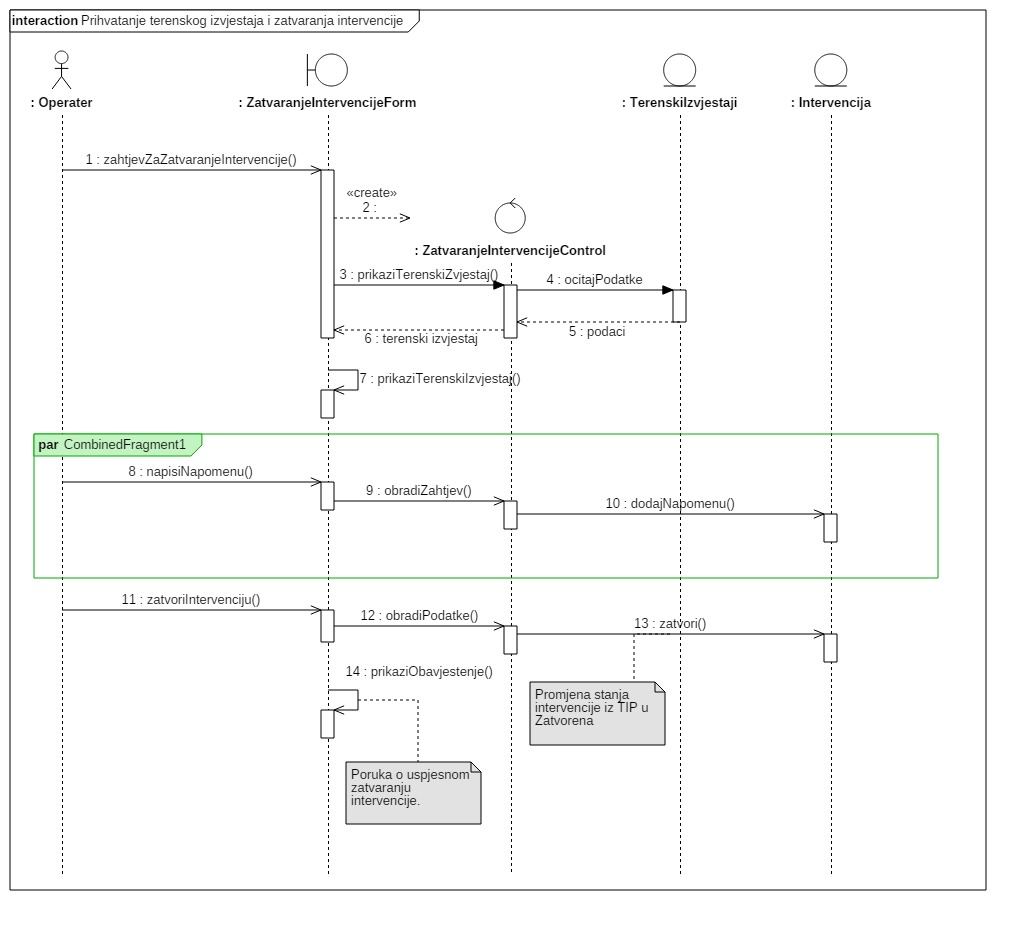 interaction Prihvatanje terenskog izvjestaja i zatvaranja intervencije
: Operater
: ZatvaranjeIntervencijeForm
: TerenskiIzvjestaji
: Intervencija
1 : zahtjevZaZatvaranjeIntervencije()
«create»
2 :
: ZatvaranjeIntervencijeControl
3 : prikaziTerenskiZvjestaj()
4 : ocitajPodatke
5 : podaci
6 : terenski izvjestaj
7 : prikaziTerenskiIzvjestaj()
par CombinedFragment1
8 : napisiNapomenu()
9 : obradiZahtjev()
10 : dodajNapomenu()
11 : zatvoriIntervenciju()
12 : obradiPodatke()
13 : zatvori()
14 : prikaziObavjestenje()
Promjena stanja
intervencije iz TIP u
Zatvorena
Poruka o uspjesnom
zatvaranju
intervencije.